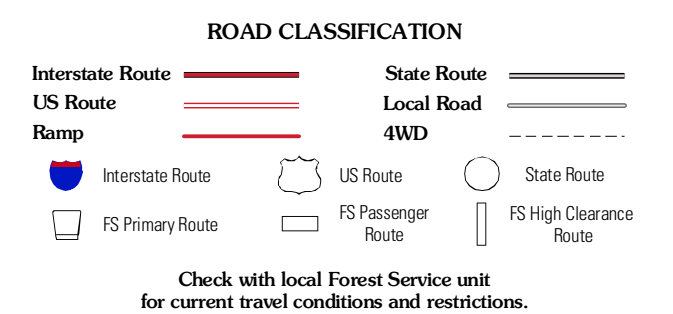 ROAD CLASSIFICATION
Interstate Route
State Route
US Route
Local Road
Ramp
4WD
Interstate Route
US Route
State Route
FS Primary Route
FS Passenger
Route
FS High Clearance
Route
Check with local Forest Service unit
for current travel conditions and restrictions.